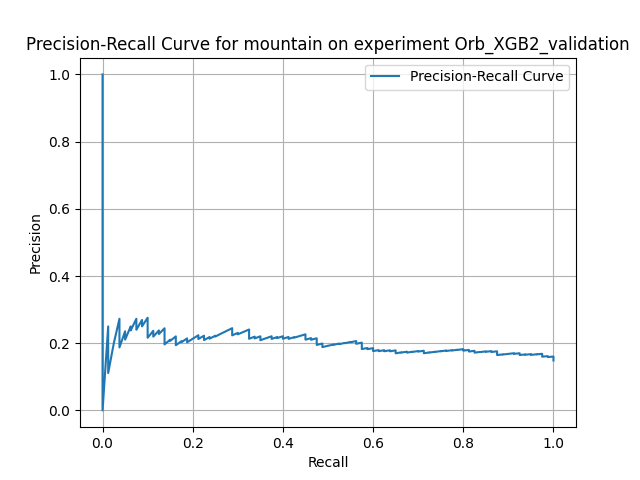 Precision-Recall Curve for mountain on experiment Orb_XGB2_validation
Precision-Recall Curve
1.0
0.8
0.6
0.4
0.2
0.0
Precision
0.0 0.2 0.4 0.6 0.8 1.0
Recall